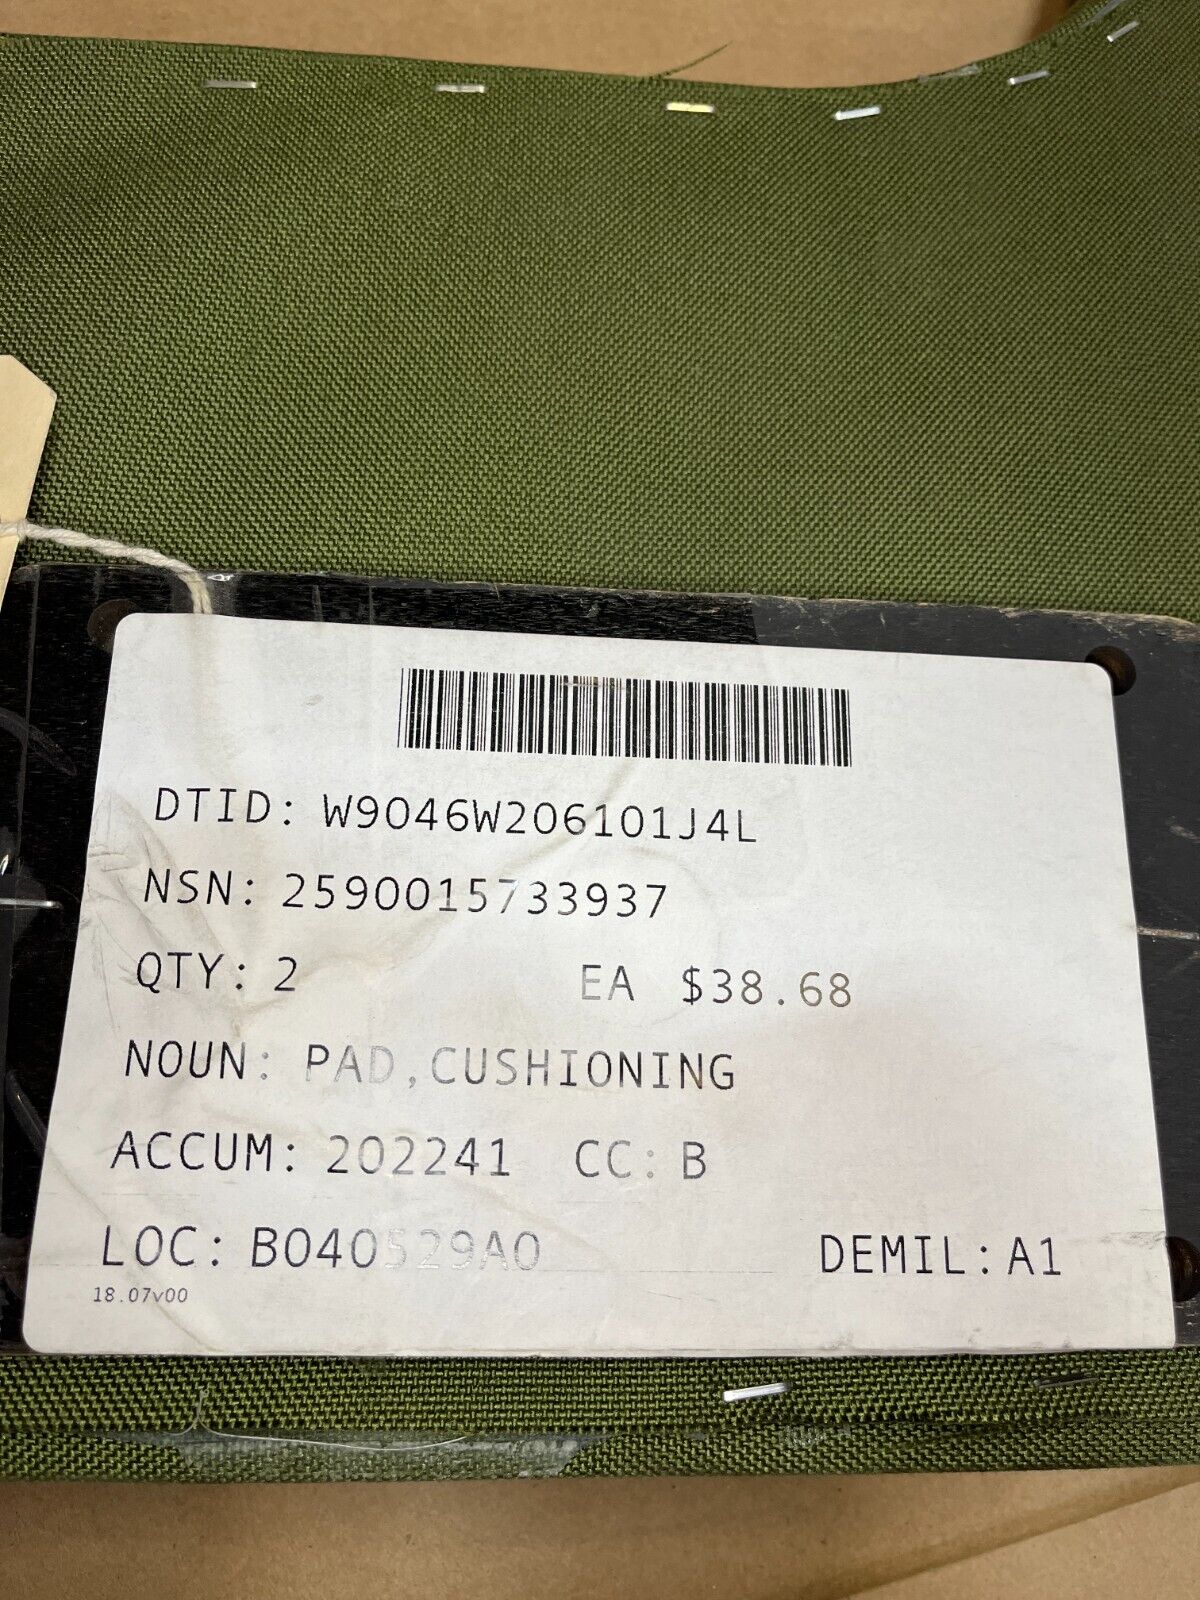 DTID: W9046W206101J4L
NSN: 2590015733937
QTY: 2 EA $38.68
NOUN: PAD,CUSHIONING
ACCUM: 202241 CC: B
LOC: B040529A0 DEMIL: A1
18.07v00